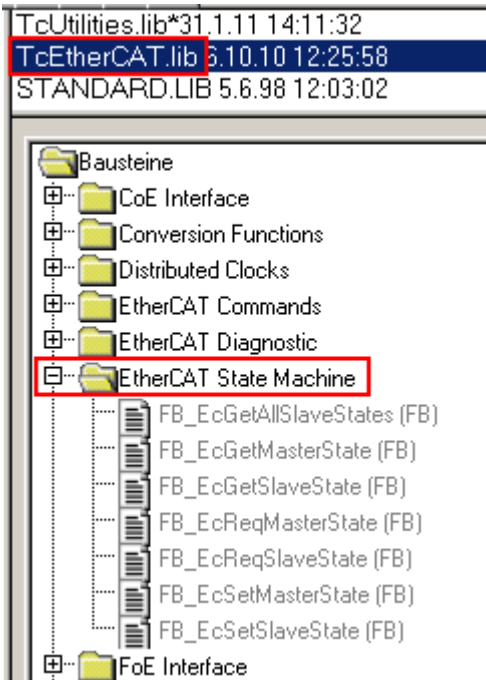 TcUtilities.lib*31.1.11 14:11:32
TcEtherCAT.lib 6.10.10 12:25:58
STANDARD.LIB 5.6.98 12:03:02
Bausteine
CoE Interface
Conversion Functions
Distributed Clocks
EtherCAT Commands
EtherCAT Diagnostic
EtherCAT State Machine
FB_EcGetAllSlaveStates (FB)
FB_EcGetMasterState (FB)
FB_EcGetSlaveState (FB)
FB_EcReqMasterState (FB)
FB_EcReqSlaveState (FB)
FB_EcSetMasterState (FB)
FB_EcSetSlaveState (FB)
FoE Interface